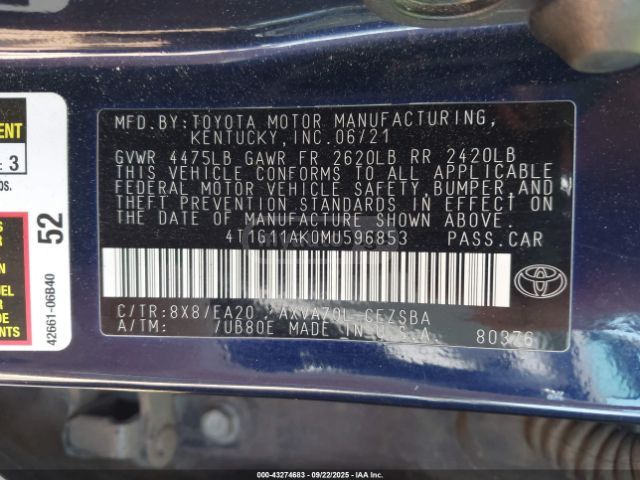 MFD.BY:TOYOTA MOTOR MANUFACTURING,
KENTUCKY,INC.06/21
GVWR 4475LB GAWR FR 2620LB RR 2420LB
THIS VEHICLE CONFORMS TO ALL APPLICABLE
FEDERAL MOTOR VEHICLE SAFETY,BUMPER,AND
THEFT PREVENTION STANDARDS IN EFFECT ON
THE DATE OF MANUFACTURE SHOWN ABOVE.
4T1G11AK0MU596853 PASS.CAR
C/TR:8X8/EA20 AXVA70L-CEZSBA
A/TM: /UB80E MADE IN U.S.A. 80376
52
42661-06B40
3
000-43274683 - 09/22/2025 - IAA Inc.